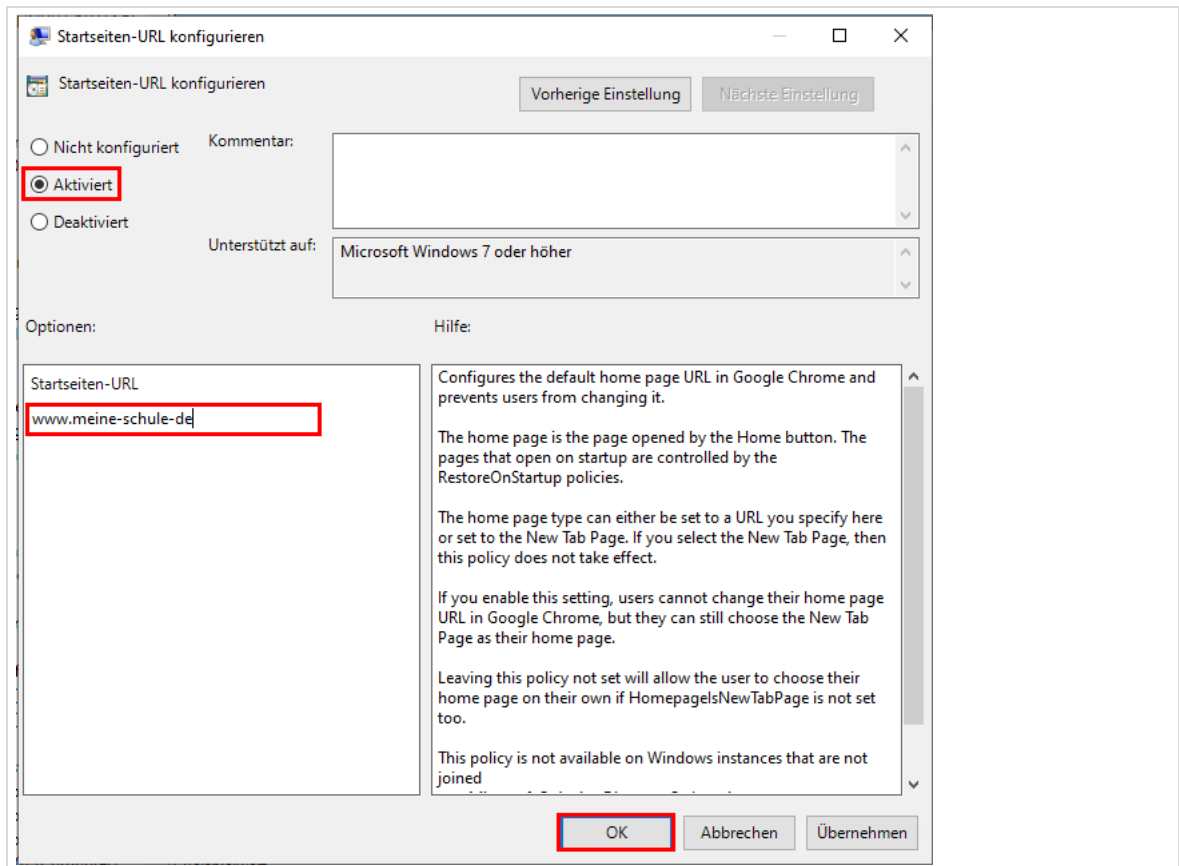 Startseiten-URL konfigurieren
Startseiten-URL konfigurieren
Vorherige Einstellung
Nächste Einstellung
Nicht konfiguriert
Kommentar:
Aktiviert
Deaktiviert
Unterstützt auf:
Microsoft Windows 7 oder höher
Optionen:
Hilfe:
Startseiten-URL
www.meine-schule-de
Configures the default home page URL in Google Chrome and
prevents users from changing it.
The home page is the page opened by the Home button. The
pages that open on startup are controlled by the
RestoreOnStartup policies.
The home page type can either be set to a URL you specify here
or set to the New Tab Page. If you select the New Tab Page, then
this policy does not take effect.
If you enable this setting, users cannot change their home page
URL in Google Chrome, but they can still choose the New Tab
Page as their home page.
Leaving this policy not set will allow the user to choose their
home page on their own if HomepageIsNewTabPage is not set
too.
This policy is not available on Windows instances that are not
joined
OK
Abbrechen
Übernehmen